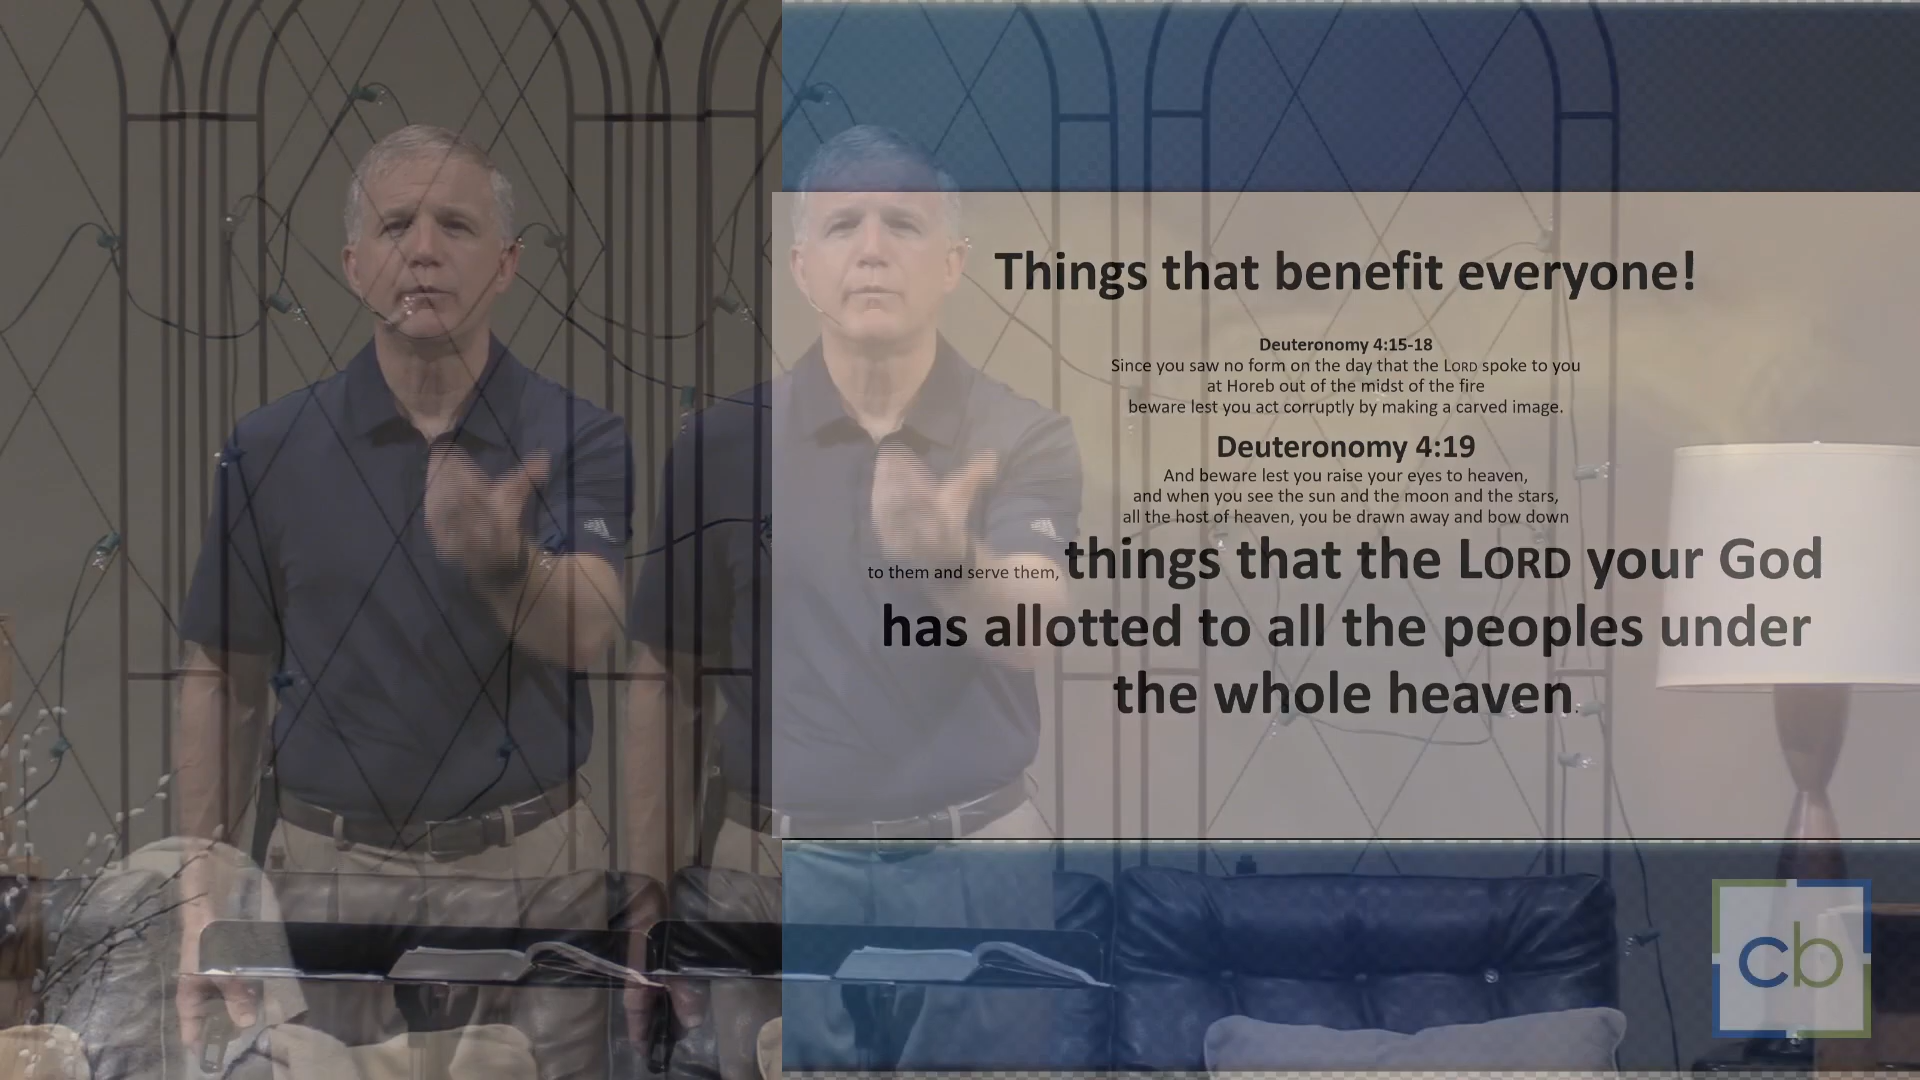 Things that benefit everyone!
Deuteronomy 4:15-18
Since you saw no form on the day that the LORD spoke to you
at Horeb out of the midst of the fire
beware lest you act corruptly by making a carved image.
Deuteronomy 4:19
And beware lest you raise your eyes to heaven,
and when you see the sun and the moon and the stars,
all the host of heaven, you be drawn away and bow down
to them and serve them, things that the LORD your God
has allotted to all the peoples under
the whole heaven.
cb